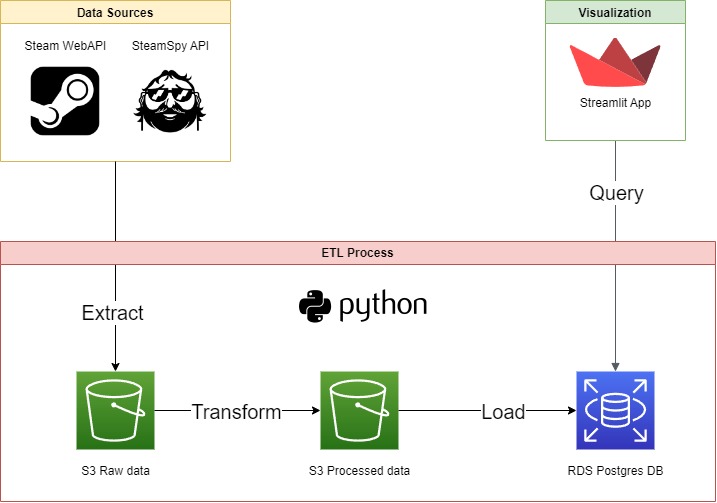 Data Sources
Steam WebAPI
SteamSpy API
Visualization
Streamlit App
Query
ETL Process
Extract
python
Transform
Load
S3 Raw data
S3 Processed data
RDS Postgres DB